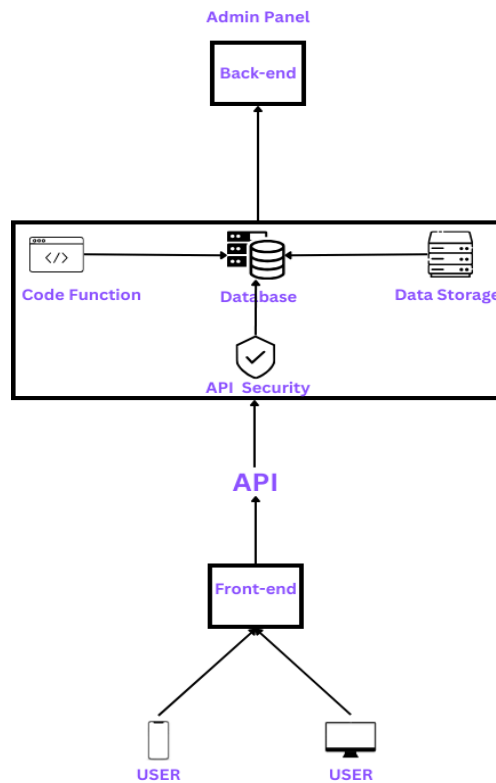 Admin Panel
Back-end
</>
Code Function
Database
Data Storage
API Security
API
Front-end
USER
USER